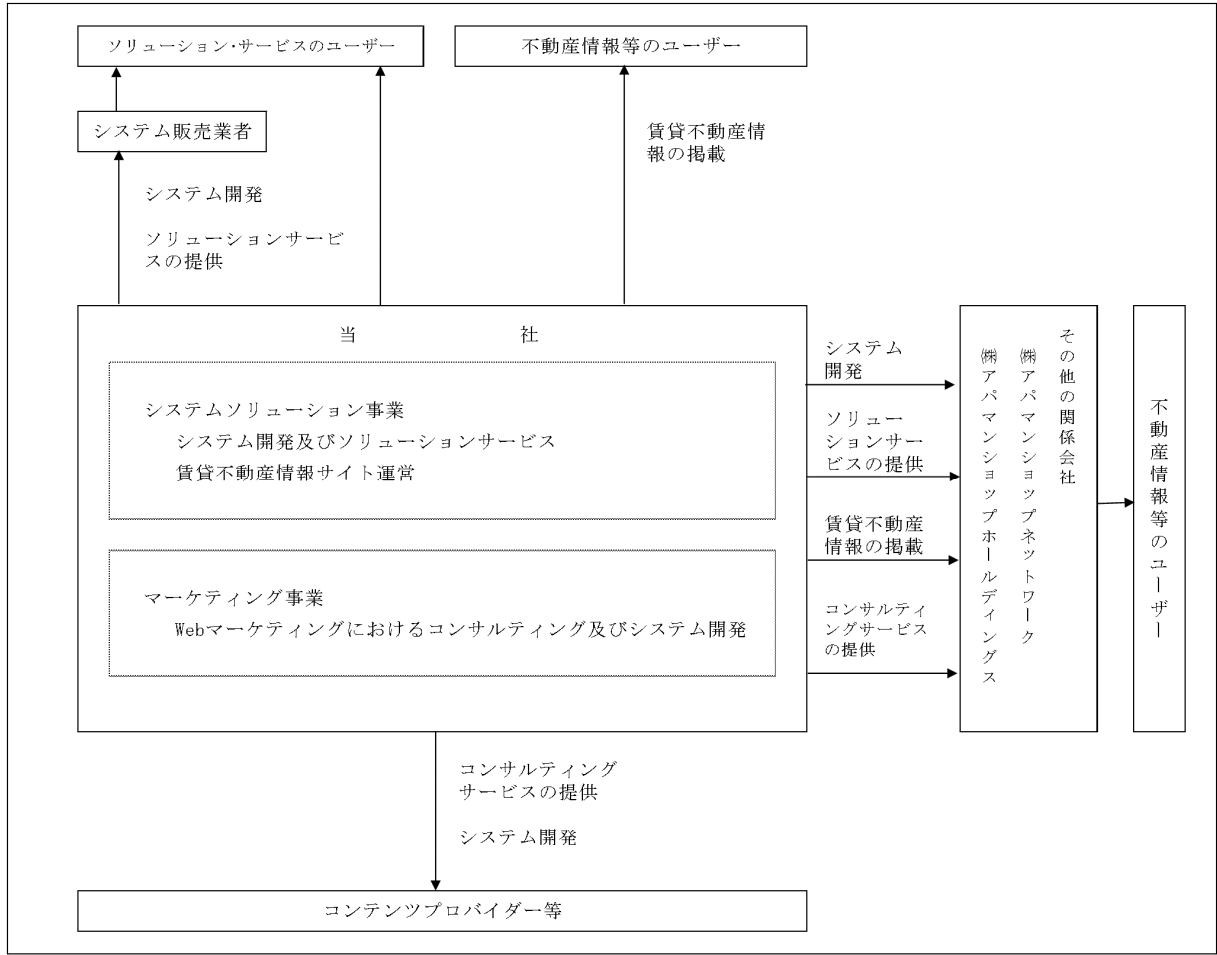 ソリューション・サービスのユーザー
不動産情報等のユーザー
システム販売業者
賃貸不動産情
報の掲載
システム開発
ソリューションサービ
スの提供
当　　　社
システムソリューション事業
システム開発及びソリューションサービス
賃貸不動産情報サイト運営
マーケティング事業
Webマーケティングにおけるコンサルティング及びシステム開発
システム
開発
ソリュー
ションサー
ビスの提供
賃貸不動産
情報の掲載
コンサルティ
ングサービス
の提供
その他の関係会社
㈱アパマンショップネットワーク
㈱アパマンショップホールディングス
不動産情報等のユーザー
コンサルティング
サービスの提供
システム開発
コンテンツプロバイダー等